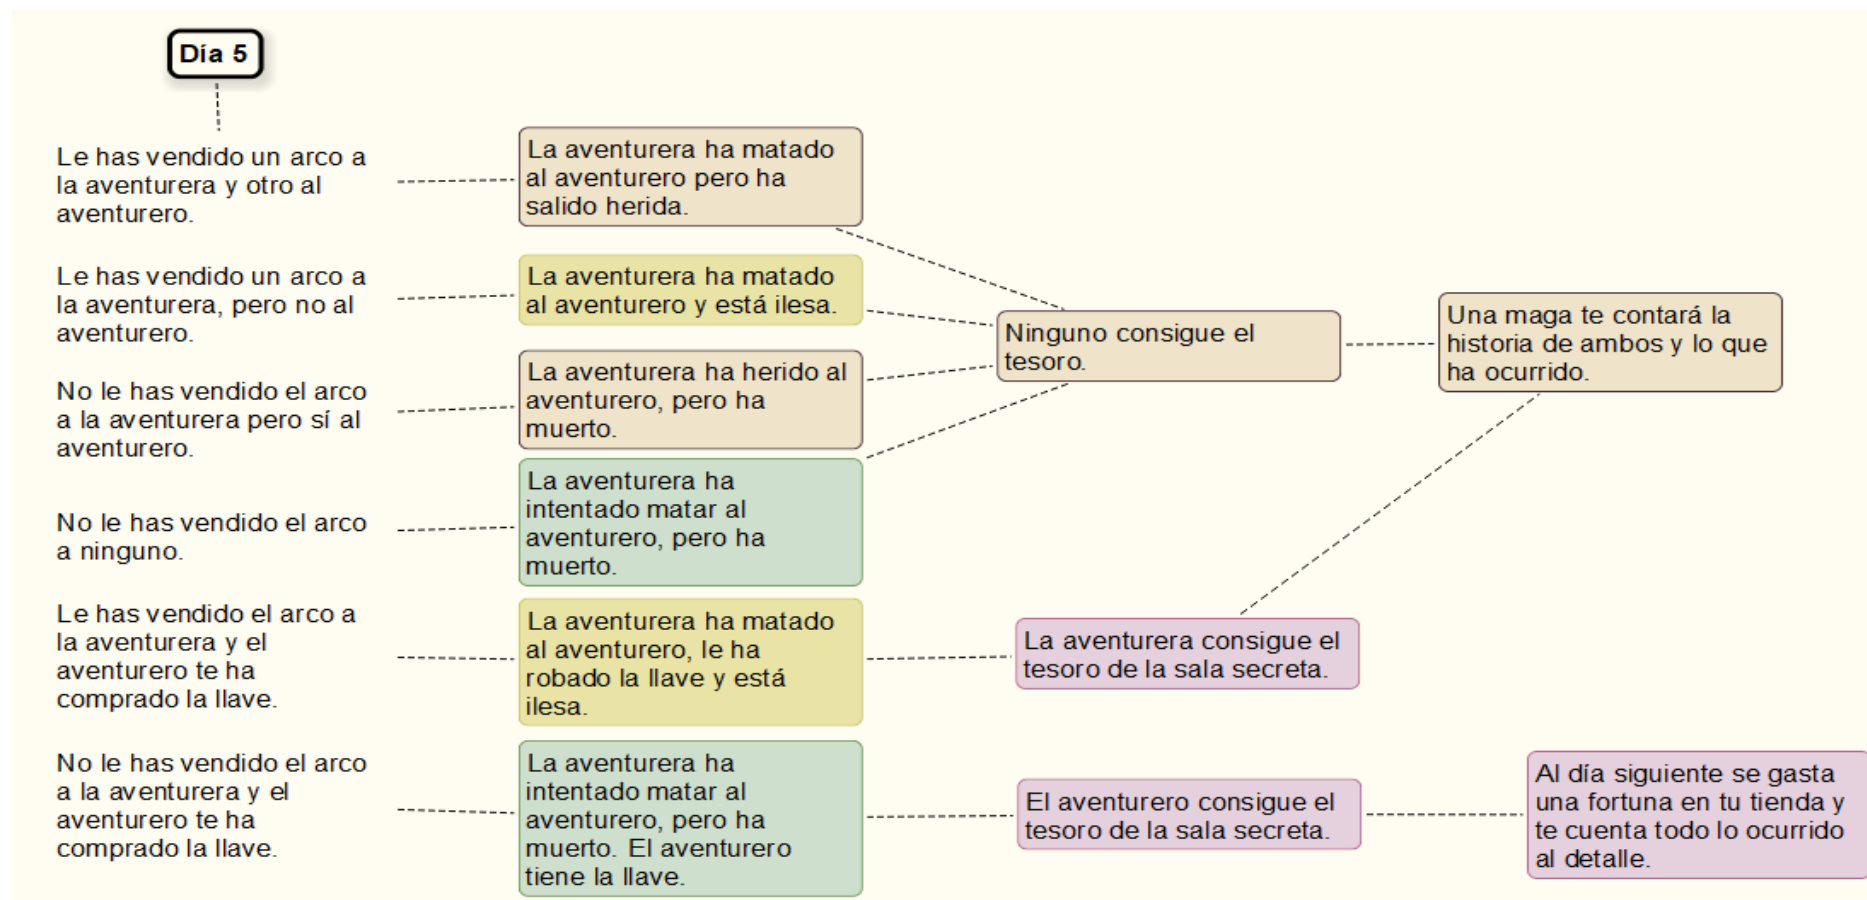 Día 5
Le has vendido un arco a
la aventurera y otro al
aventurero.
La aventurera ha matado
al aventurero pero ha
salido herida.
Le has vendido un arco a
la aventurera, pero no al
aventurero.
La aventurera ha matado
al aventurero y está ilesa.
No le has vendido el arco
a la aventurera pero sí al
aventurero.
La aventurera ha herido al
aventurero, pero ha
muerto.
Ninguno consigue el
tesoro.
Una maga te contará la
historia de ambos y lo que
ha ocurrido.
No le has vendido el arco
a ninguno.
La aventurera ha
intentado matar al
aventurero, pero ha
muerto.
Le has vendido el arco a
la aventurera y el
aventurero te ha
comprado la llave.
La aventurera ha matado
al aventurero, le ha
robado la llave y está
ilesa.
La aventurera consigue el
tesoro de la sala secreta.
No le has vendido el arco
a la aventurera y el
aventurero te ha
comprado la llave.
La aventurera ha
intentado matar al
aventurero, pero ha
muerto. El aventurero
tiene la llave.
El aventurero consigue el
tesoro de la sala secreta.
Al día siguiente se gasta
una fortuna en tu tienda y
te cuenta todo lo ocurrido
al detalle.